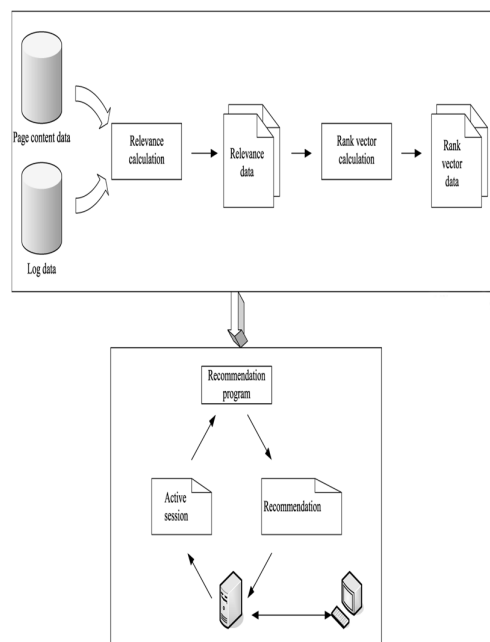 Page content data
Log data
Relevance
calculation
Relevance
data
Rank vector
calculation
Rank
vector
data
Recommendation
program
Active
session
Recommendation